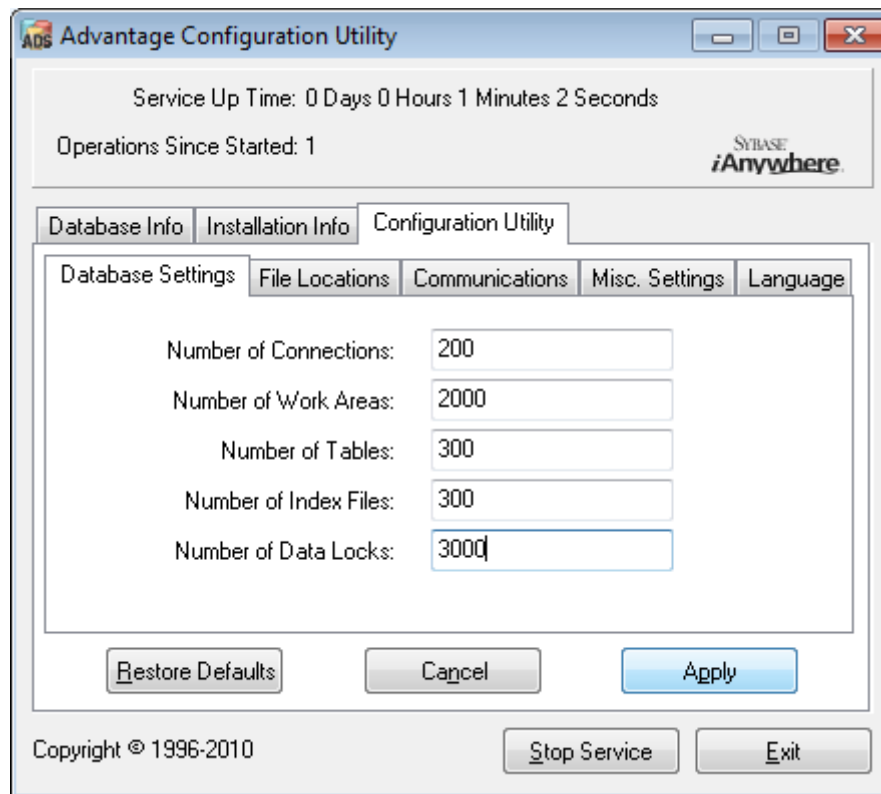 ADS Advantage Configuration Utility
Service Up Time: 0 Days 0 Hours 1 Minutes 2 Seconds
Operations Since Started: 1
SYBASE
iAnywhere.
Database Info Installation Info Configuration Utility
Database Settings File Locations Communications Misc. Settings Language
Number of Connections: 200
Number of Work Areas: 2000
Number of Tables: 300
Number of Index Files: 300
Number of Data Locks: 3000
Restore Defaults Cancel Apply
Copyright © 1996-2010 Stop Service Exit